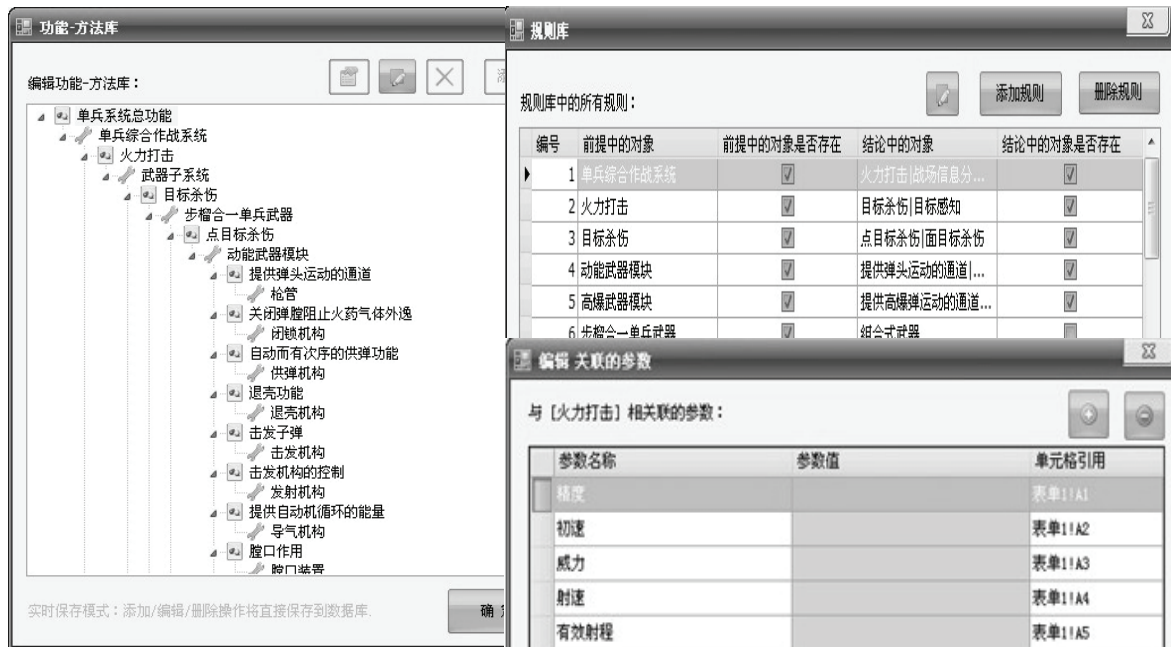 功能-方法库
编辑功能-方法库：
单兵系统总功能
单兵综合作战系统
火力打击
武器子系统
目标杀伤
步榴合一单兵武器
点目标杀伤
动能武器模块
提供弹头运动的通道
枪管
关闭弹膛阻止火药气体外逸
闭锁机构
自动而有次序的供弹功能
供弹机构
退壳功能
退壳机构
击发子弹
击发机构
击发机构的控制
发射机构
提供自动机循环的能量
导气机构
膛口作用
膛口装置
实时保存模式：添加/编辑/删除操作将直接保存到数据库.
确
规则库
规则库中的所有规则：
添加规则 删除规则
编号 前提中的对象 前提中的对象是否存在 结论中的对象 结论中的对象是否存在
1 单兵综合作战系统 火力打击|战场信息分...
2 火力打击 目标杀伤|目标感知
3 目标杀伤 点目标杀伤|面目标杀伤
4 动能武器模块 提供弹头运动的通道|...
5 高爆武器模块 提供高爆弹运动的通道...
6 步榴合一单兵武器 组合式武器
编辑 关联的参数
与 [火力打击] 相关联的参数：
参数名称 参数值 单元格引用
精度 表单1!A1
初速 表单1!A2
威力 表单1!A3
射速 表单1!A4
有效射程 表单1!A5